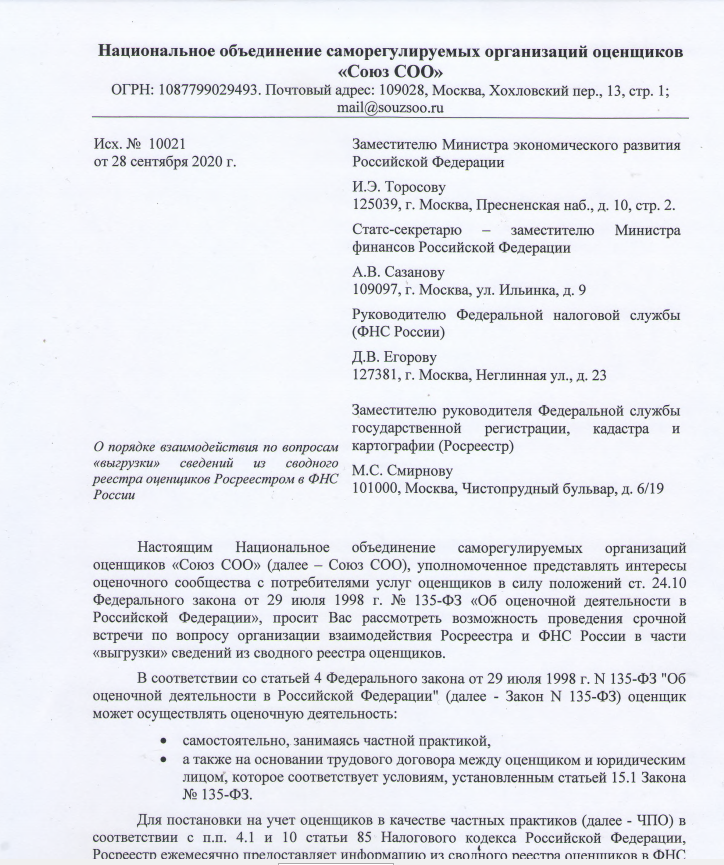 Национальное объединение саморегулируемых организаций оценщиков
«Союз СОО»
ОГРН: 1087799029493. Почтовый адрес: 109028, Москва, Хохловский пер., 13, стр. 1;
mail@souzsoo.ru
Исх. № 10021
от 28 сентября 2020 г.
Заместителю Министра экономического развития
Российской Федерации
И.Э. Торосову
125039, г. Москва, Пресненская наб., д. 10, стр. 2.
Статс-секретарю – заместителю Министра
финансов Российской Федерации
А.В. Сазанову
109097, г. Москва, ул. Ильинка, д. 9
Руководителю Федеральной налоговой службы
(ФНС России)
Д.В. Егорову
127381, г. Москва, Неглинная ул., д. 23
Заместителю руководителя Федеральной службы
государственной регистрации, кадастра и
картографии (Росреестр)
М.С. Смирнову
101000, Москва, Чистопрудный бульвар, д. 6/19
О порядке взаимодействия по вопросам
«выгрузки» сведений из сводного
реестра оценщиков Росреестром в ФНС
России
Настоящим Национальное объединение саморегулируемых организаций
оценщиков «Союз СОО» (далее – Союз СОО), уполномоченное представлять интересы
оценочного сообщества с потребителями услуг оценщиков в силу положений ст. 24.10
Федерального закона от 29 июля 1998 г. № 135-ФЗ «Об оценочной деятельности в
Российской Федерации», просит Вас рассмотреть возможность проведения срочной
встречи по вопросу организации взаимодействия Росреестра и ФНС России в части
«выгрузки» сведений из сводного реестра оценщиков.
В соответствии со статьей 4 Федерального закона от 29 июля 1998 г. N 135-ФЗ "Об
оценочной деятельности в Российской Федерации" (далее - Закон N 135-ФЗ) оценщик
может осуществлять оценочную деятельность:
• самостоятельно, занимаясь частной практикой,
• а также на основании трудового договора между оценщиком и юридическим
лицом, которое соответствует условиям, установленным статьей 15.1 Закона
№ 135-ФЗ.
Для постановки на учет оценщиков в качестве частных практиков (далее - ЧПО) в
соответствии с п.п. 4.1 и 10 статьи 85 Налогового кодекса Российской Федерации,
Росреестр ежемесячно предоставляет информацию из сводного реестра оценщиков в ФНС